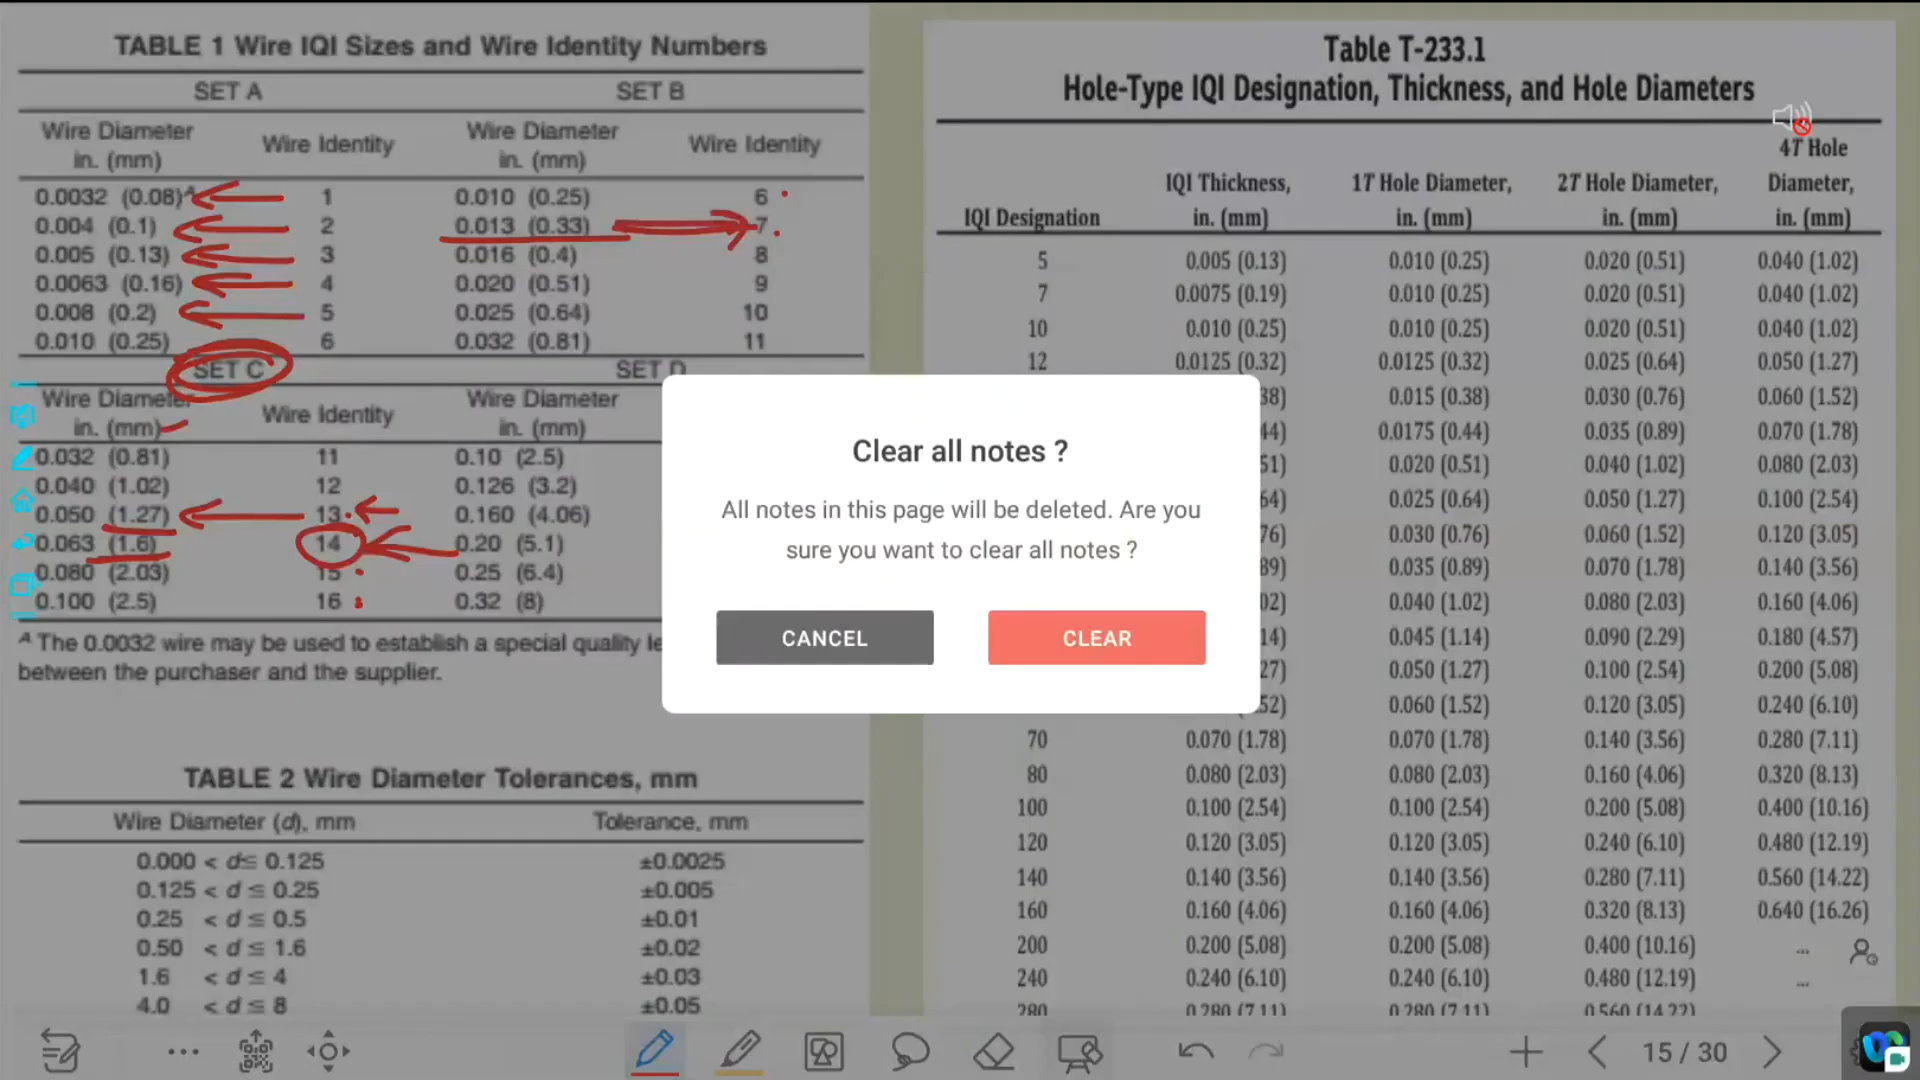 TABLE 1 Wire IQI Sizes and Wire Identity Numbers
SET A SET B
Wire Diameter in. (mm) Wire Identity Wire Diameter in. (mm) Wire Identity
0.0032 (0.08)A 1 0.010 (0.25) 6
0.004 (0.1) 2 0.013 (0.33) 7
0.005 (0.13) 3 0.016 (0.4) 8
0.0063 (0.16) 4 0.020 (0.51) 9
0.008 (0.2) 5 0.025 (0.64) 10
0.010 (0.25) 6 0.032 (0.81) 11
SET C SET D
Wire Diameter in. (mm) Wire Identity Wire Diameter in. (mm)
0.032 (0.81) 11 0.10 (2.5)
0.040 (1.02) 12 0.126 (3.2)
0.050 (1.27) 13 0.160 (4.06)
0.063 (1.6) 14 0.20 (5.1)
0.080 (2.03) 15 0.25 (6.4)
0.100 (2.5) 16 0.32 (8)
A The 0.0032 wire may be used to establish a special quality
between the purchaser and the supplier.
TABLE 2 Wire Diameter Tolerances, mm
Wire Diameter (d), mm Tolerance, mm
0.000 < d ≤ 0.125 ±0.0025
0.125 < d ≤ 0.25 ±0.005
0.25 < d ≤ 0.5 ±0.01
0.50 < d ≤ 1.6 ±0.02
1.6 < d ≤ 4 ±0.03
4.0 < d ≤ 8 ±0.05
Table T-233.1
Hole-Type IQI Designation, Thickness, and Hole Diameters
IQI Designation IQI Thickness, in. (mm) 1T Hole Diameter, in. (mm) 2T Hole Diameter, in. (mm) 4T Hole Diameter, in. (mm)
5 0.005 (0.13) 0.010 (0.25) 0.020 (0.51) 0.040 (1.02)
7 0.0075 (0.19) 0.010 (0.25) 0.020 (0.51) 0.040 (1.02)
10 0.010 (0.25) 0.010 (0.25) 0.020 (0.51) 0.040 (1.02)
12 0.0125 (0.32) 0.0125 (0.32) 0.025 (0.64) 0.050 (1.27)
38) 0.015 (0.38) 0.030 (0.76) 0.060 (1.52)
44) 0.0175 (0.44) 0.035 (0.89) 0.070 (1.78)
51) 0.020 (0.51) 0.040 (1.02) 0.080 (2.03)
64) 0.025 (0.64) 0.050 (1.27) 0.100 (2.54)
76) 0.030 (0.76) 0.060 (1.52) 0.120 (3.05)
89) 0.035 (0.89) 0.070 (1.78) 0.140 (3.56)
02) 0.040 (1.02) 0.080 (2.03) 0.160 (4.06)
14) 0.045 (1.14) 0.090 (2.29) 0.180 (4.57)
27) 0.050 (1.27) 0.100 (2.54) 0.200 (5.08)
52) 0.060 (1.52) 0.120 (3.05) 0.240 (6.10)
70 0.070 (1.78) 0.070 (1.78) 0.140 (3.56) 0.280 (7.11)
80 0.080 (2.03) 0.080 (2.03) 0.160 (4.06) 0.320 (8.13)
100 0.100 (2.54) 0.100 (2.54) 0.200 (5.08) 0.400 (10.16)
120 0.120 (3.05) 0.120 (3.05) 0.240 (6.10) 0.480 (12.19)
140 0.140 (3.56) 0.140 (3.56) 0.280 (7.11) 0.560 (14.22)
160 0.160 (4.06) 0.160 (4.06) 0.320 (8.13) 0.640 (16.26)
200 0.200 (5.08) 0.200 (5.08) 0.400 (10.16) ...
240 0.240 (6.10) 0.240 (6.10) 0.480 (12.19) ...
280 0.280 (7.11) 0.280 (7.11) 0.560 (14.22)
Clear all notes ?
All notes in this page will be deleted. Are you
sure you want to clear all notes ?
CANCEL CLEAR
15 / 30